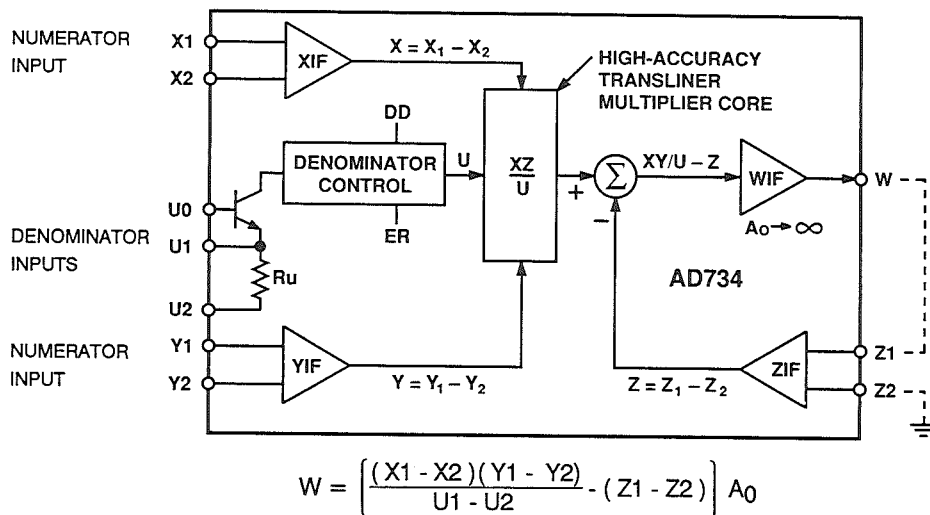 NUMERATOR
INPUT
X1
X2
XIF
X = X₁ – X₂
HIGH-ACCURACY
TRANSLINER
MULTIPLIER CORE
DD
DENOMINATOR
CONTROL
ER
U
XZ
U
+
Σ
–
XY/U – Z
WIF
A₀ → ∞
W
U0
U1
U2
DENOMINATOR
INPUTS
Ru
AD734
NUMERATOR
INPUT
Y1
Y2
YIF
Y = Y₁ – Y₂
Z = Z₁ – Z₂
ZIF
Z1
Z2
W = [ (X1 - X2)(Y1 - Y2) / U1 - U2 - (Z1 - Z2) ] A₀